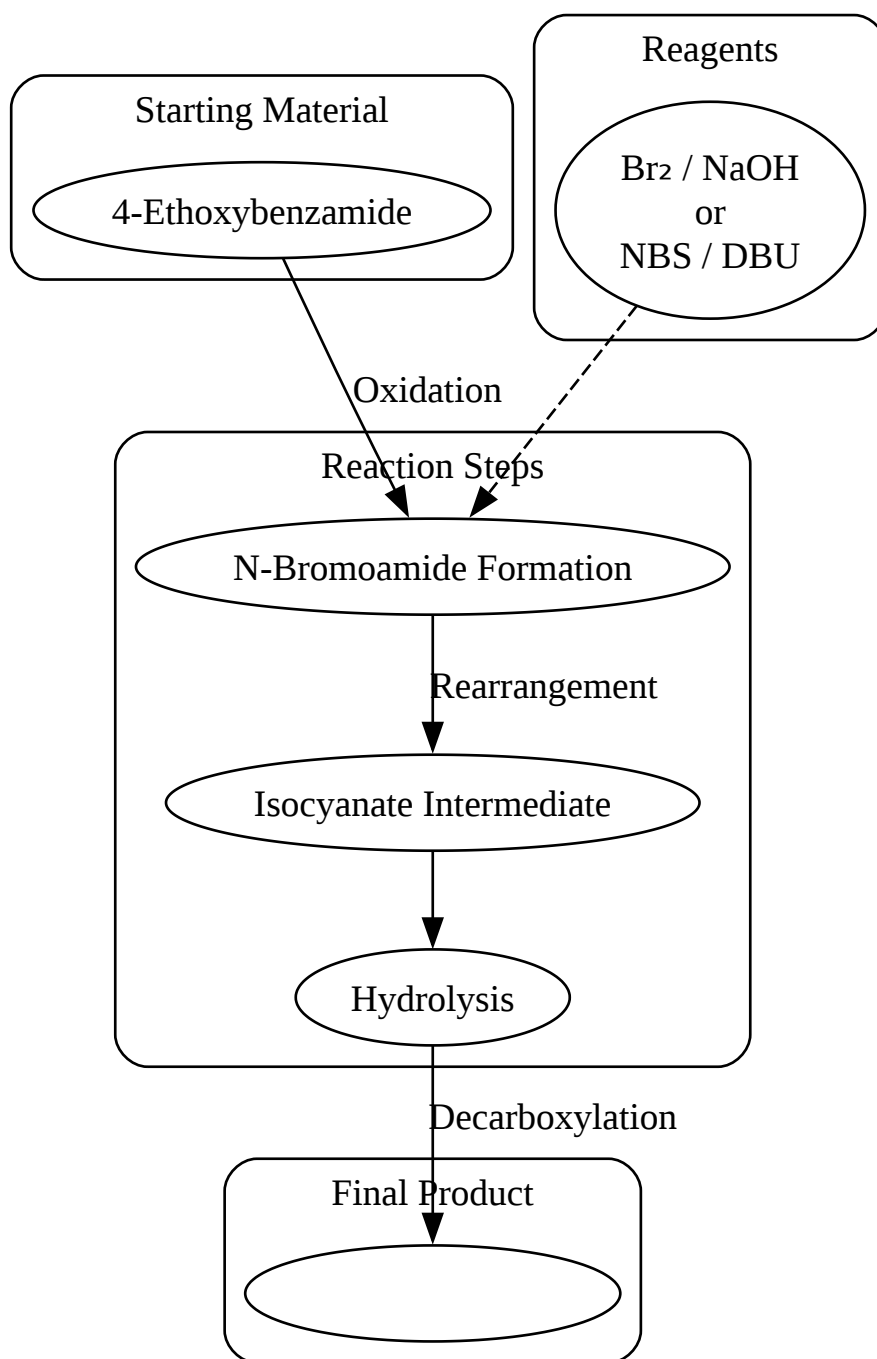 Reagents
Starting Material
Br₂ / NaOH
or
NBS / DBU
4-Ethoxybenzamide
Oxidation
Reaction Steps
N-Bromoamide Formation
Rearrangement
Isocyanate Intermediate
Hydrolysis
Decarboxylation
Final Product